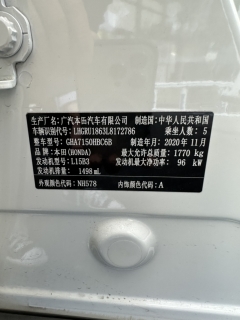 生产厂名：广汽本田汽车有限公司 制造国：中华人民共和国
车辆识别代号：LHGRU1863L8172786 乘坐人数：5
整车型号：GHA7150HBC6B 制造年月：2020年11月
品牌：本田(HONDA) 最大允许总质量：1770 kg
发动机型号：L15B3 发动机最大净功率：96 kW
发动机排量：1498 mL
外观颜色代码：NH578 内饰颜色代码：A